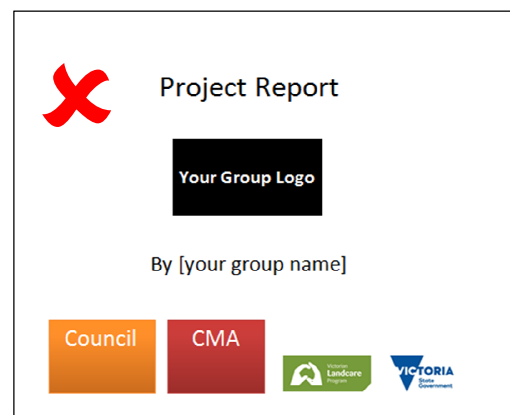 Project Report
Your Group Logo
By [your group name]
Council
CMA
Victorian
Landcare
Program
VICTORIA
State
Government